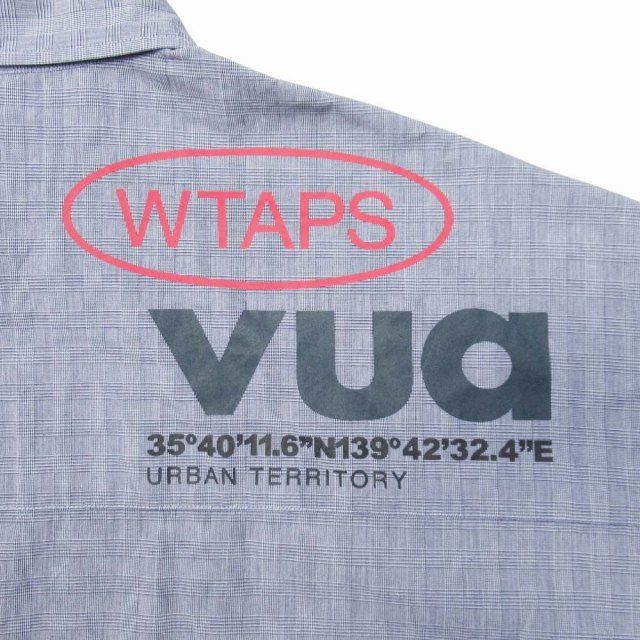 WTAPS
vua
35°40'11.6”N139°42'32.4”E
URBAN TERRITORY